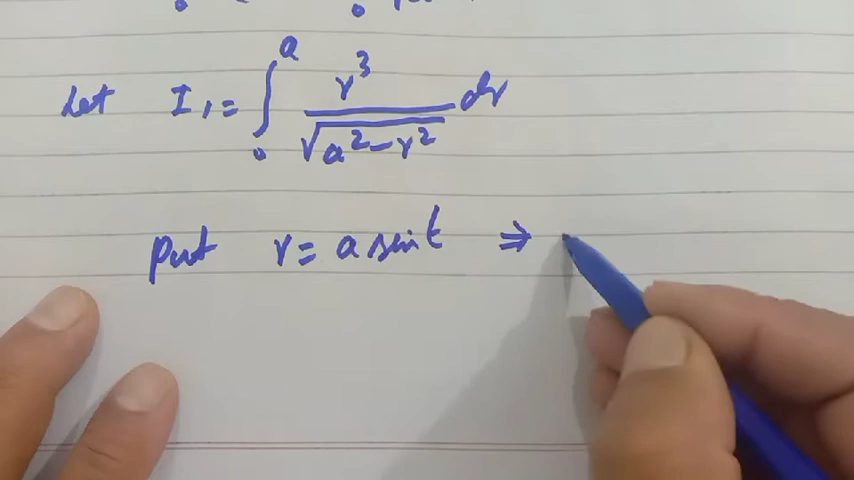 Let I₁ = ∫₀ᵃ r³/√(a²-r²) dr
Put r = a sin t ⇒